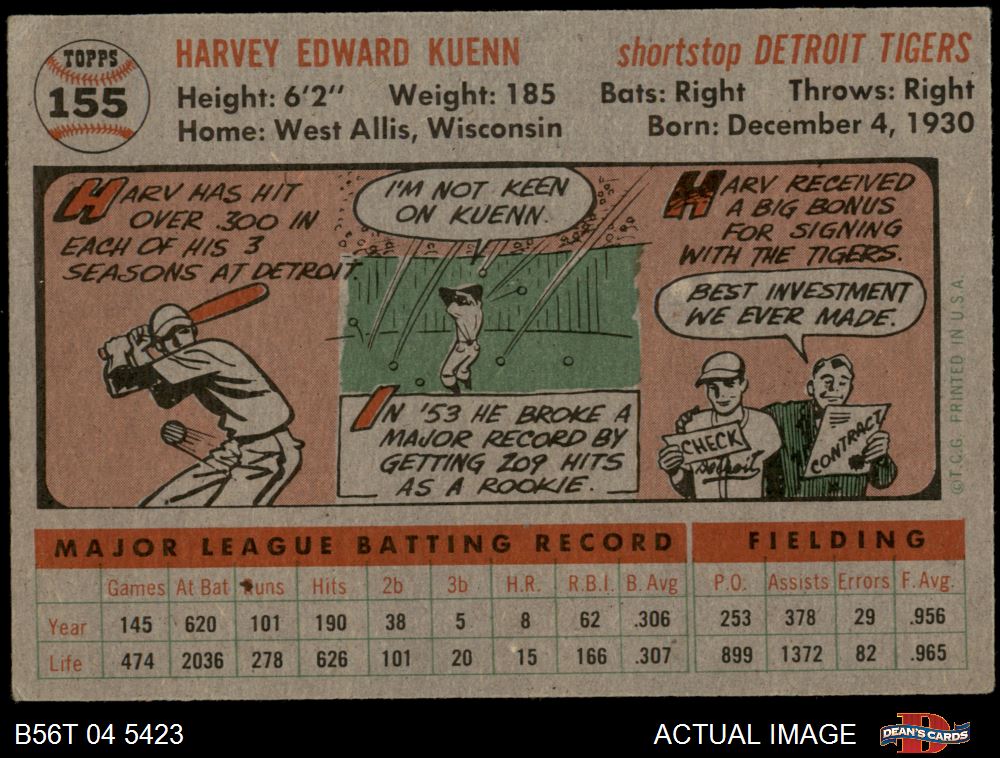 TOPPS
155
HARVEY EDWARD KUENN
shortstop DETROIT TIGERS
Height: 6'2" Weight: 185 Bats: Right Throws: Right
Home: West Allis, Wisconsin Born: December 4, 1930
HARV HAS HIT
OVER .300 IN
EACH OF HIS 3
SEASONS AT DETROIT.
I'M NOT KEEN
ON KUENN.
IN '53 HE BROKE A
MAJOR RECORD BY
GETTING 209 HITS
AS A ROOKIE.
HARV RECEIVED
A BIG BONUS
FOR SIGNING
WITH THE TIGERS.
BEST INVESTMENT
WE EVER MADE.
CHECK
Detroit
CONTRACT
©T.C.G. PRINTED IN U.S.A.
MAJOR LEAGUE BATTING RECORD FIELDING
Games At Bat Runs Hits 2b 3b H.R. R.B.I. B. Avg P.O. Assists Errors F. Avg.
Year 145 620 101 190 38 5 8 62 .306 253 378 29 .956
Life 474 2036 278 626 101 20 15 166 .307 899 1372 82 .965
B56T 04 5423 ACTUAL IMAGE
D
DEAN'S CARDS